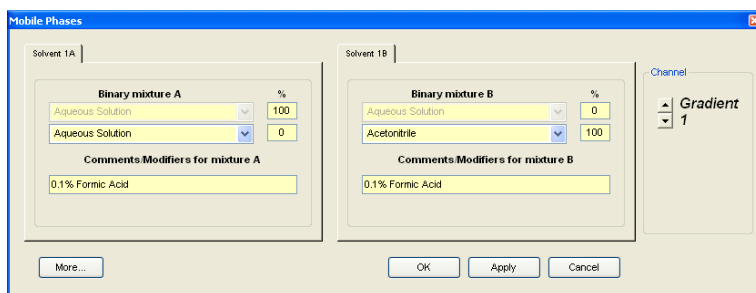 Mobile Phases
Solvent 1A
Binary mixture A %
Aqueous Solution 100
Aqueous Solution 0
Comments/Modifiers for mixture A
0.1% Formic Acid
Solvent 1B
Binary mixture B %
Aqueous Solution 0
Acetonitrile 100
Comments/Modifiers for mixture B
0.1% Formic Acid
Channel
Gradient
1
More...
OK
Apply
Cancel